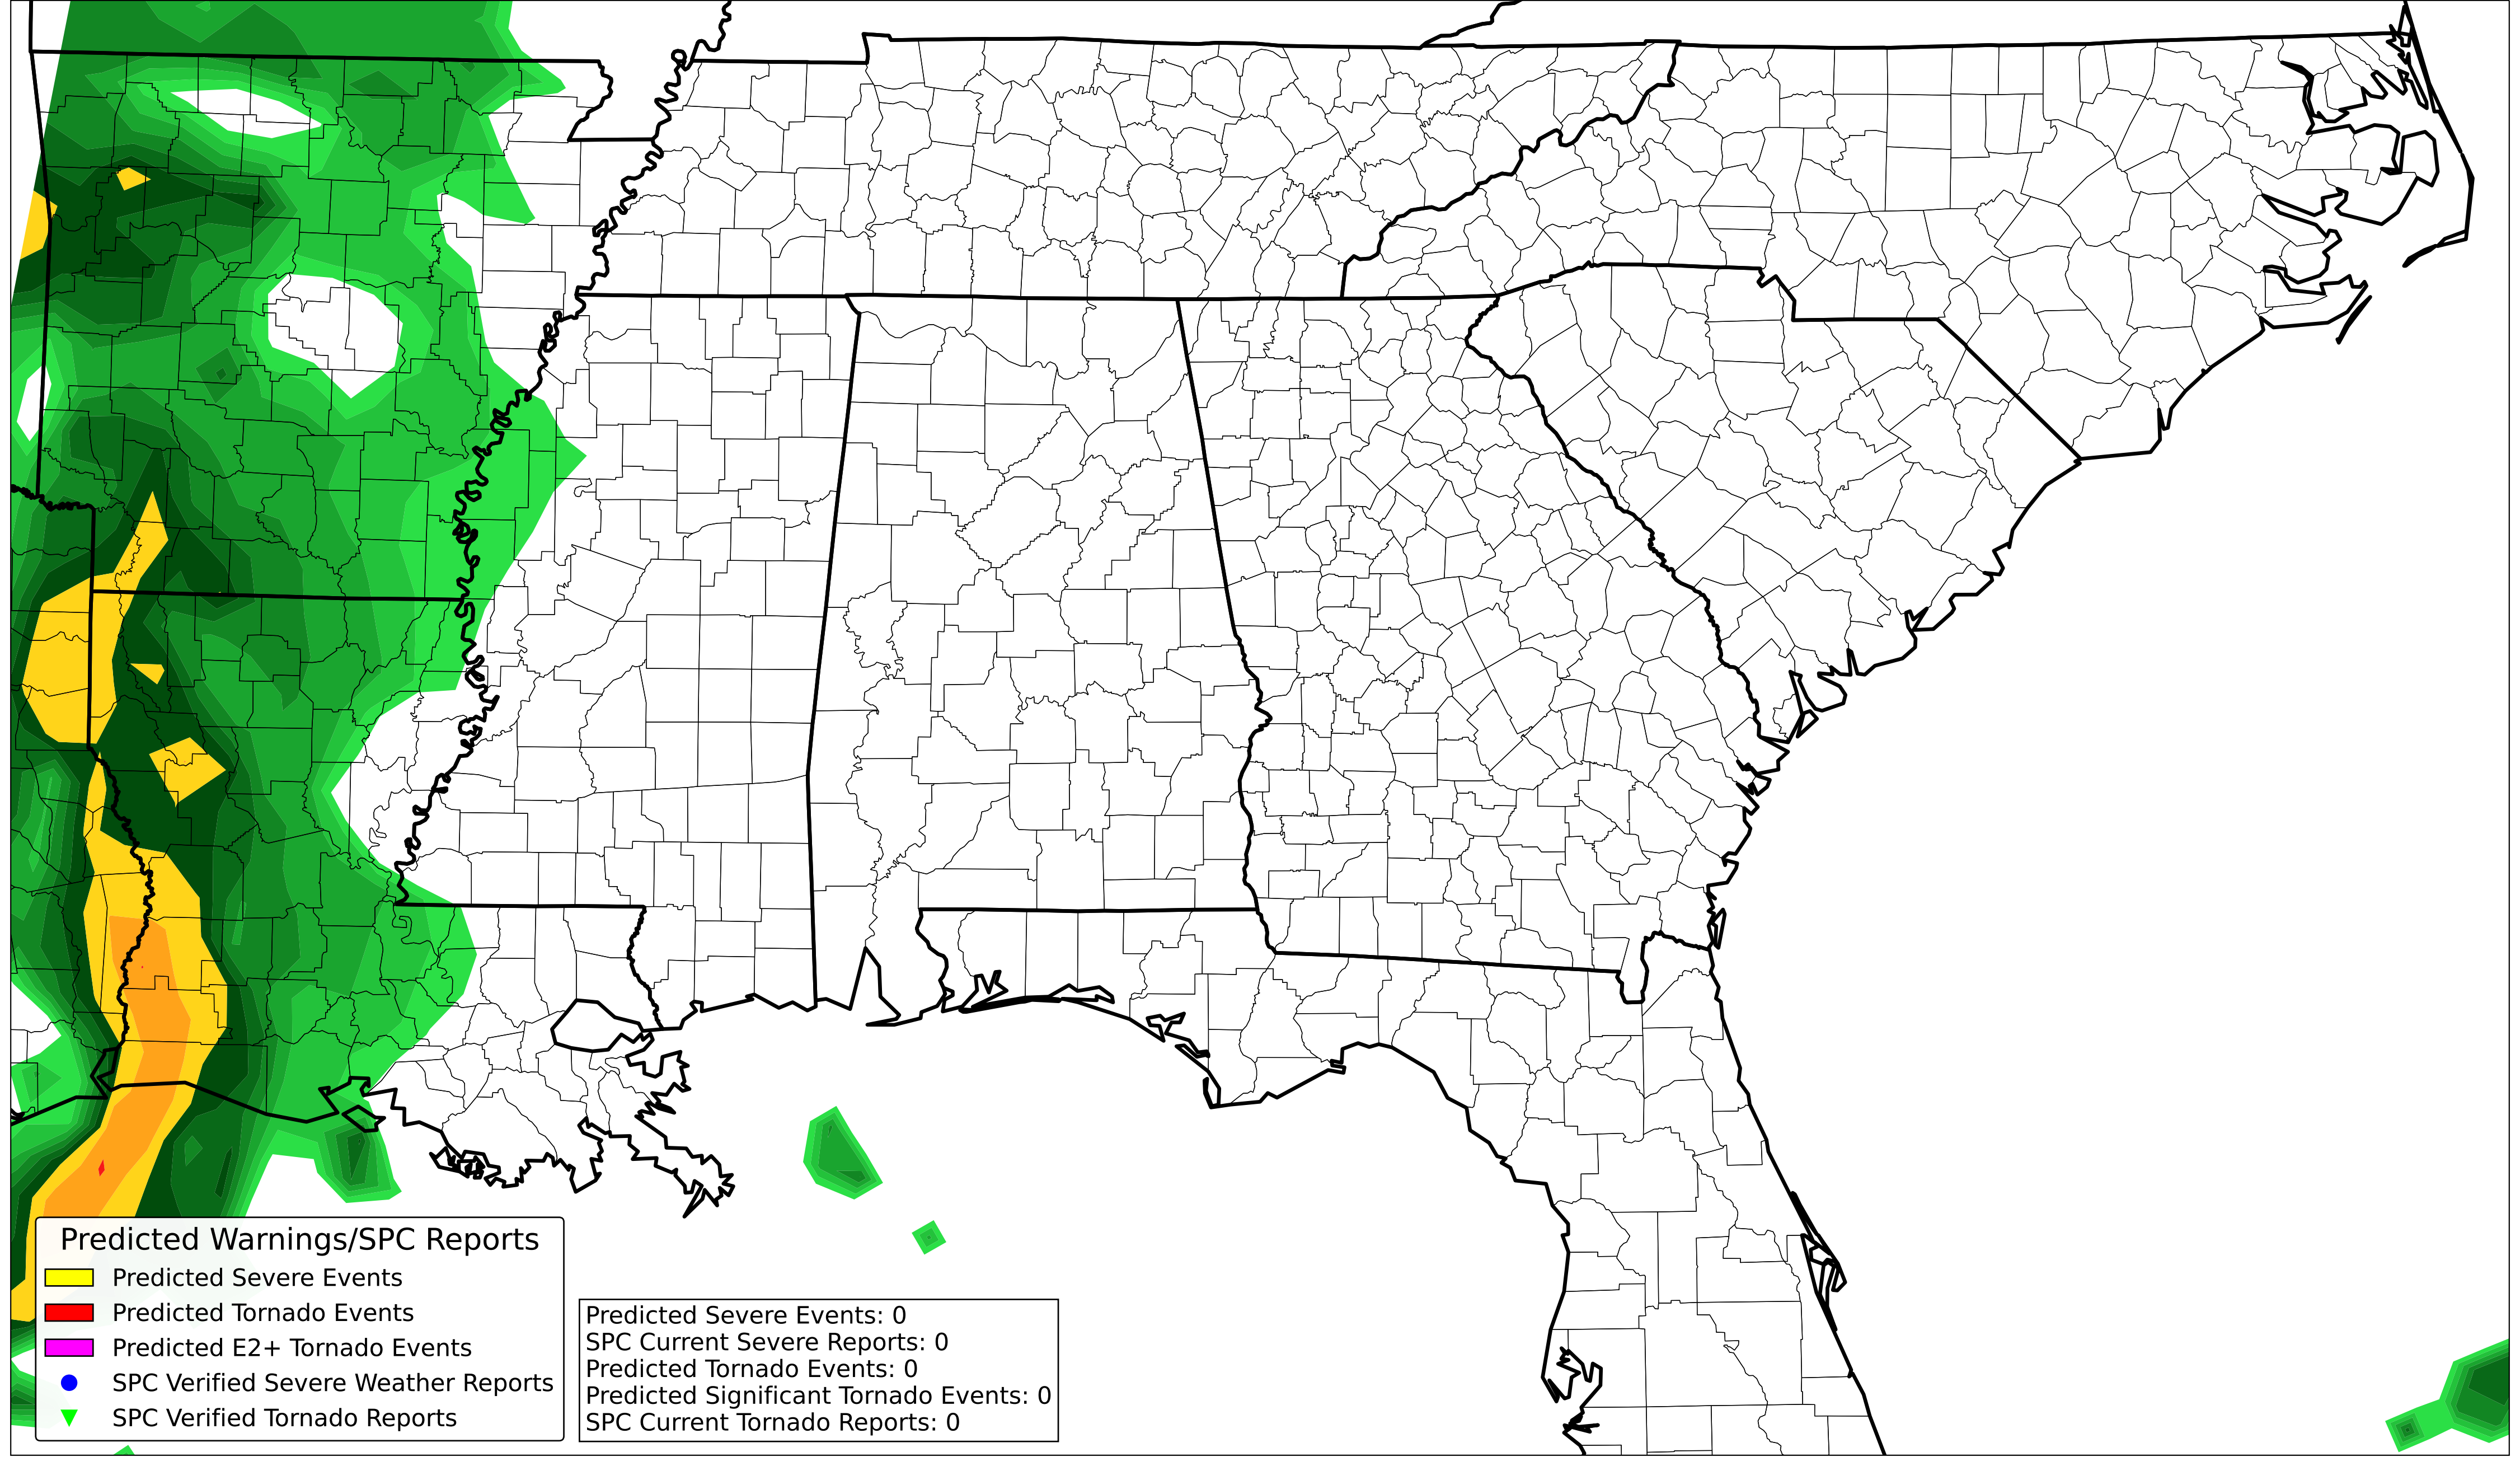 Predicted Warnings/SPC Reports
Predicted Severe Events
Predicted Tornado Events
Predicted E2+ Tornado Events
SPC Verified Severe Weather Reports
SPC Verified Tornado Reports
Predicted Severe Events: 0
SPC Current Severe Reports: 0
Predicted Tornado Events: 0
Predicted Significant Tornado Events: 0
SPC Current Tornado Reports: 0